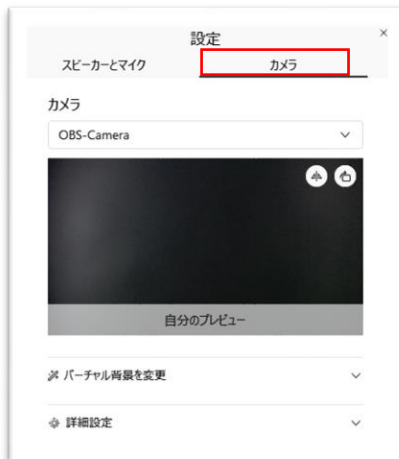 設定
×
スピーカーとマイク
カメラ
カメラ
OBS-Camera
自分のプレビュー
バーチャル背景を変更
詳細設定